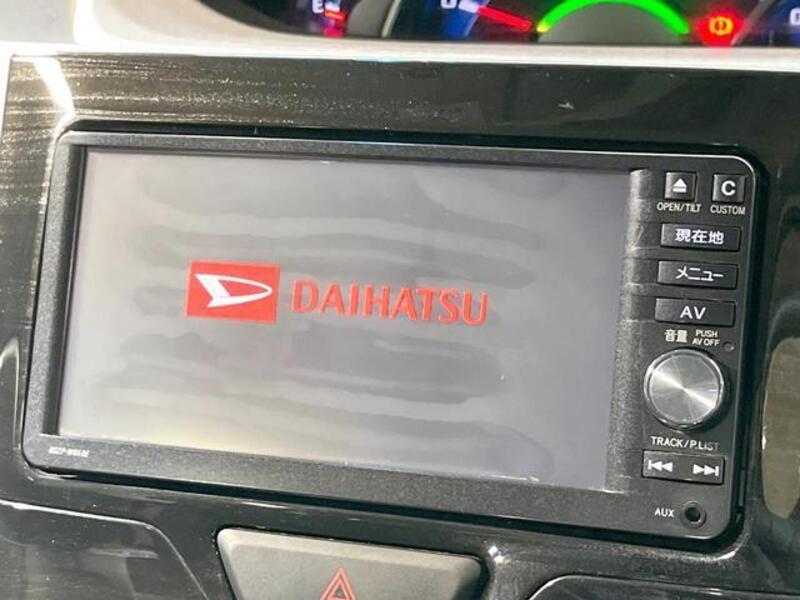 E
DAIHATSU
C
OPEN/TILT CUSTOM
現在地
メニュー
AV
音量 PUSH
AV OFF
TRACK/P.LIST
AUX